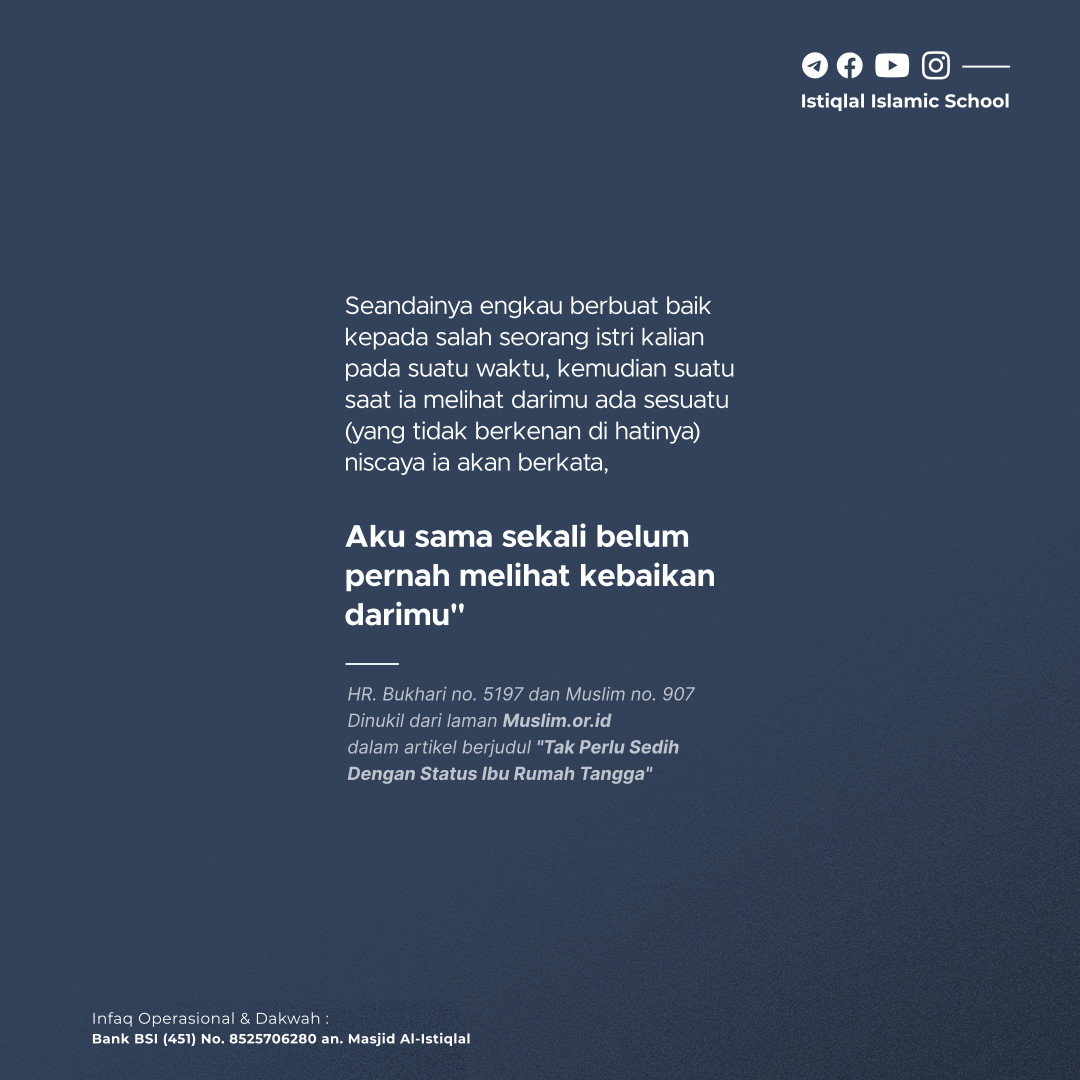 Istiqlal Islamic School
Seandainya engkau berbuat baik
kepada salah seorang istri kalian
pada suatu waktu, kemudian suatu
saat ia melihat darimu ada sesuatu
(yang tidak berkenan di hatinya)
niscaya ia akan berkata,
Aku sama sekali belum
pernah melihat kebaikan
darimu"
HR. Bukhari no. 5197 dan Muslim no. 907
Dinukil dari laman Muslim.or.id
dalam artikel berjudul "Tak Perlu Sedih
Dengan Status Ibu Rumah Tangga"
Infaq Operasional & Dakwah :
Bank BSI (451) No. 8525706280 an. Masjid Al-Istiqlal